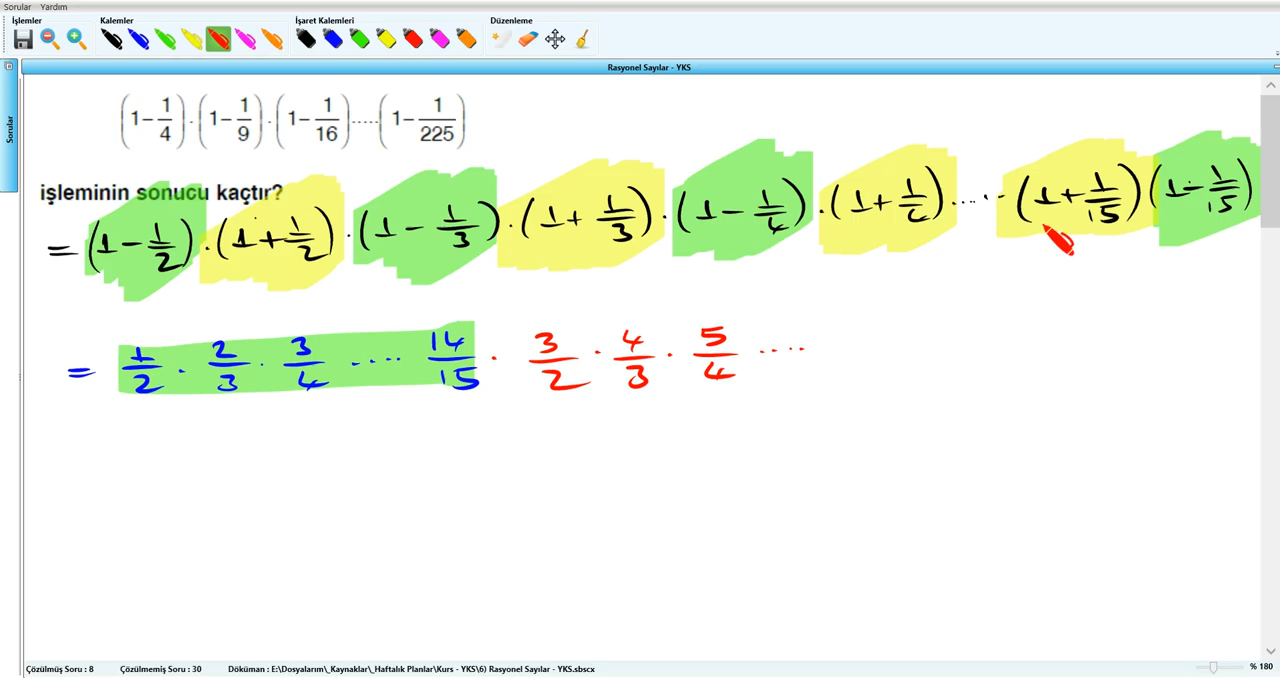 Sorular Yardım
İşlemler Kalemler İşaret Kalemleri Düzenleme
Rasyonel Sayılar - YKS
Sorular
(1-1/4).(1-1/9).(1-1/16).....(1-1/225)
işleminin sonucu kaçtır?
= (1-1/2).(1+1/2).(1-1/3).(1+1/3).(1-1/4).(1+1/4).....(1+1/15)(1-1/15)
= 1/2 . 2/3 . 3/4 .... 14/15 . 3/2 . 4/3 . 5/4 ....
Çözülmüş Soru : 8 Çözülmemiş Soru : 30 Döküman : E:\Dosyalarım\_Kaynaklar\_Haftalık Planlar\Kurs - YKS\6) Rasyonel Sayılar - YKS.sbscx % 180